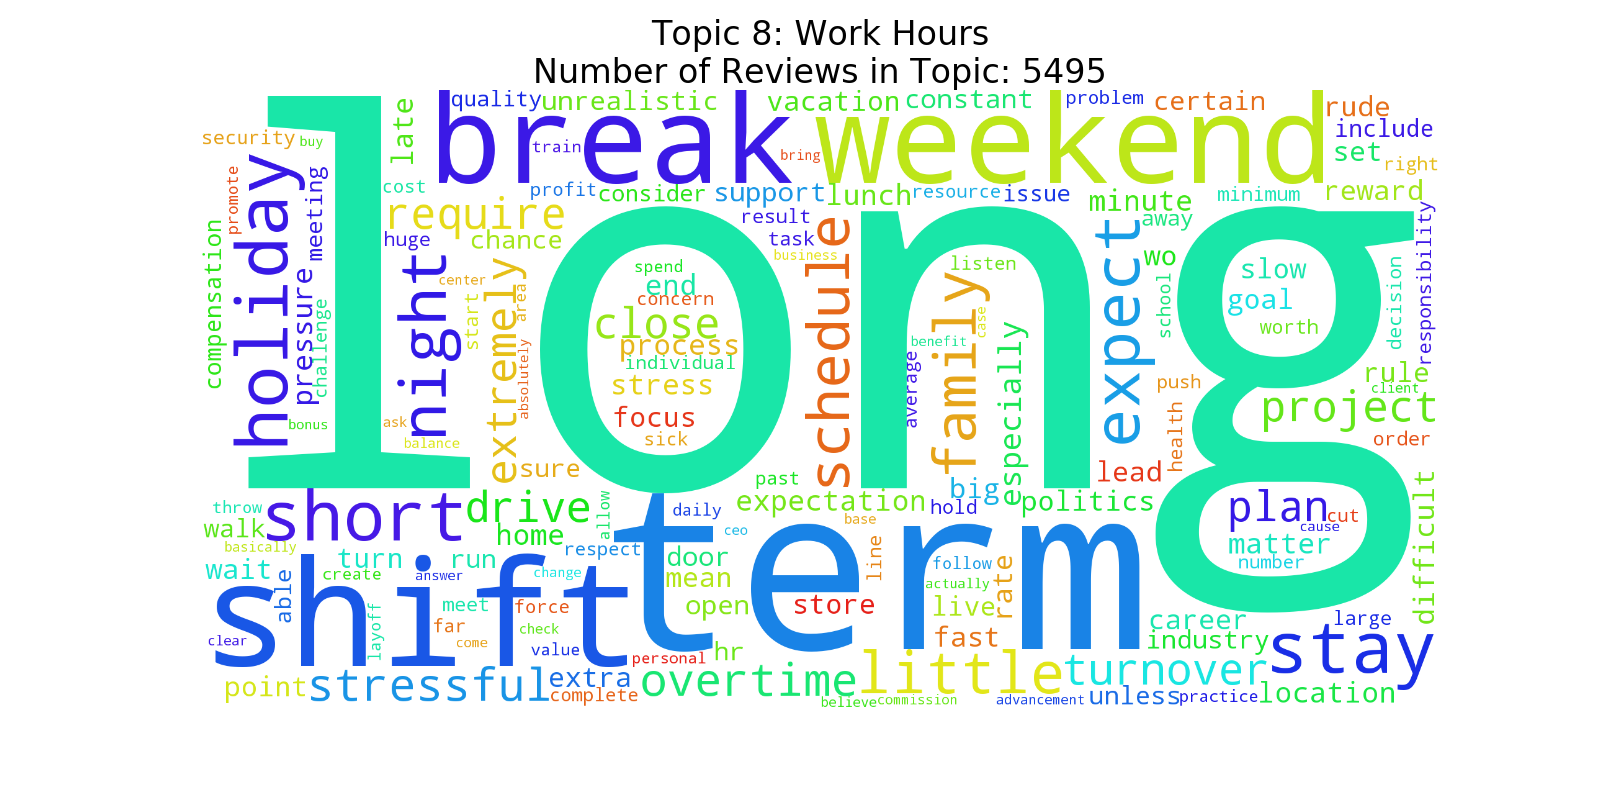 Topic 8: Work Hours
Number of Reviews in Topic: 5495
long
term
break
weekend
shift
holiday
night
schedule
expect
family
short
stay
little
overtime
turnover
stressful
extremely
require
drive
close
project
plan
quality
unrealistic
vacation
constant
problem
certain
rude
include
set
right
security
buy
late
train
bring
cost
profit
consider
support
lunch
resource
issue
minute
minimum
reward
away
promote
meeting
compensation
pressure
challenge
huge
chance
center
start
area
absolutely
result
task
business
spend
end
concern
process
individual
stress
focus
sick
listen
case
benefit
average
especially
wo
school
slow
goal
worth
decision
responsibility
rule
client
push
health
order
bonus
ask
balance
sure
past
big
lead
expectation
hold
politics
difficult
cut
cause
matter
number
throw
walk
basically
wait
turn
run
home
allow
respect
daily
ceo
base
line
door
mean
open
store
follow
actually
live
rate
fast
able
create
answer
change
meet
force
far
come
check
value
clear
layoff
personal
hr
point
extra
complete
believe
commission
advancement
unless
practice
location
career
industry
large